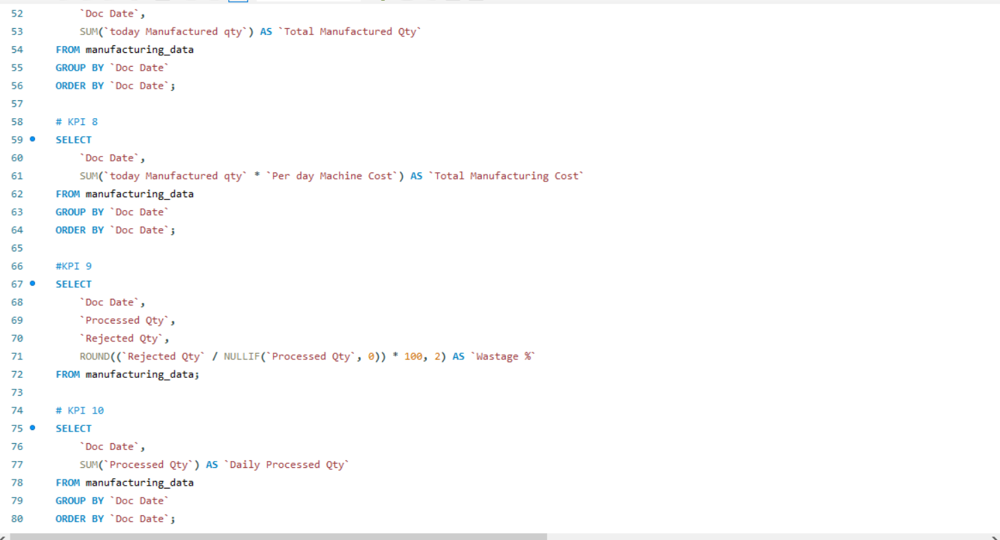 52 `Doc Date`,
53 SUM(`today Manufactured qty`) AS `Total Manufactured Qty`
54 FROM manufacturing_data
55 GROUP BY `Doc Date`
56 ORDER BY `Doc Date`;
57
58 # KPI 8
59 SELECT
60 `Doc Date`,
61 SUM(`today Manufactured qty` * `Per day Machine Cost`) AS `Total Manufacturing Cost`
62 FROM manufacturing_data
63 GROUP BY `Doc Date`
64 ORDER BY `Doc Date`;
65
66 #KPI 9
67 SELECT
68 `Doc Date`,
69 `Processed Qty`,
70 `Rejected Qty`,
71 ROUND((`Rejected Qty` / NULLIF(`Processed Qty`, 0)) * 100, 2) AS `Wastage %`
72 FROM manufacturing_data;
73
74 # KPI 10
75 SELECT
76 `Doc Date`,
77 SUM(`Processed Qty`) AS `Daily Processed Qty`
78 FROM manufacturing_data
79 GROUP BY `Doc Date`
80 ORDER BY `Doc Date`;